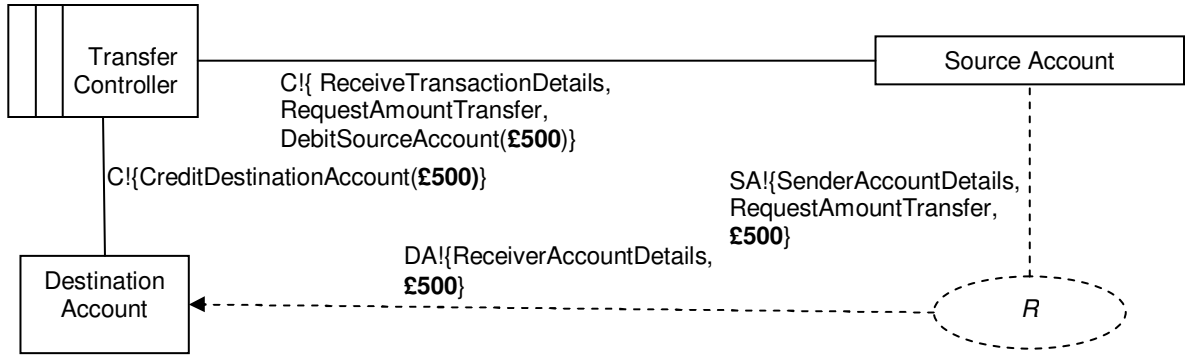 Transfer
Controller
Source Account
C!{ ReceiveTransactionDetails,
RequestAmountTransfer,
DebitSourceAccount(£500)}
C!{CreditDestinationAccount(£500)}
SA!{SenderAccountDetails,
RequestAmountTransfer,
£500}
DA!{ReceiverAccountDetails,
£500}
Destination
Account
R